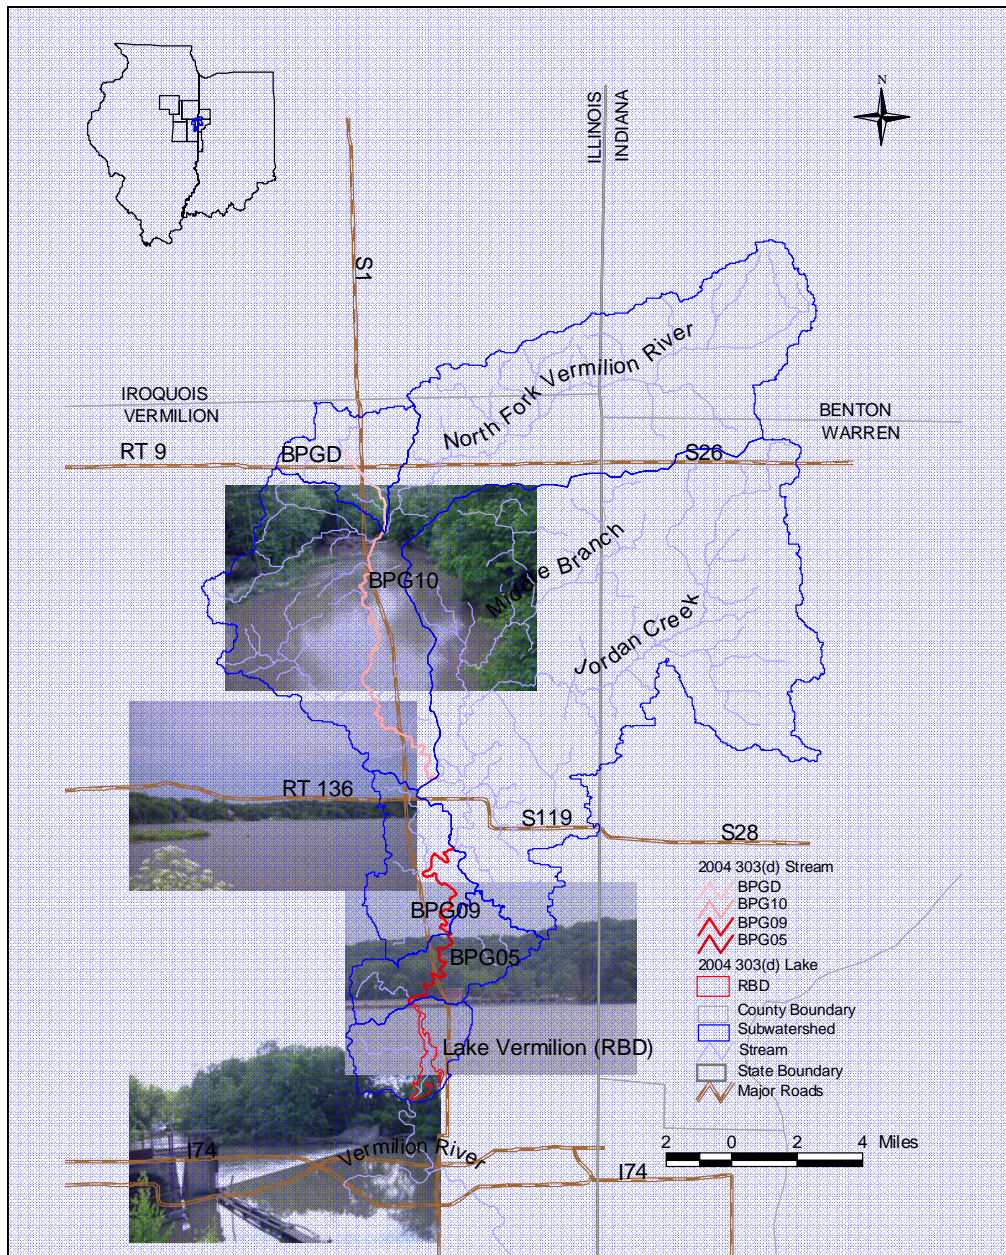 N
ILLINOIS
INDIANA
S1
North Fork Vermilion River
IROQUOIS
VERMILION
BENTON
WARREN
RT 9
BPGD
S26
BPG10
Middle Branch
Jordan Creek
RT 136
S119
S28
BPG09
BPG05
Lake Vermilion (RBD)
Vermilion River
I74
I74
2004 303(d) Stream
BPGD
BPG10
BPG09
BPG05
2004 303(d) Lake
RBD
County Boundary
Subwatershed
Stream
State Boundary
Major Roads
2 0 2 4 Miles